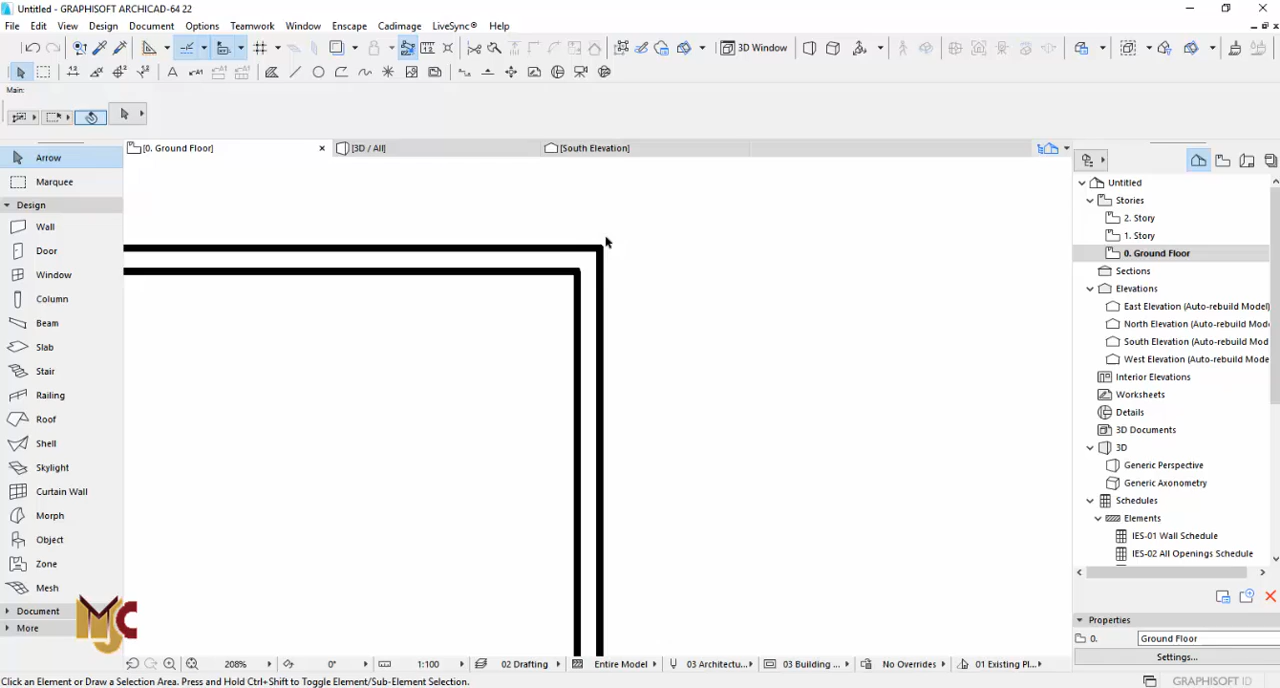 Untitled - GRAPHISOFT ARCHICAD-64 22
File Edit View Design Document Options Teamwork Window Enscape Cadimage LiveSync® Help
3D Window
Main:
[0. Ground Floor]
[3D / All]
[South Elevation]
Arrow
Marquee
Design
Wall
Door
Window
Column
Beam
Slab
Stair
Railing
Roof
Shell
Skylight
Curtain Wall
Morph
Object
Zone
Mesh
Document
More
MJC
Untitled
Stories
2. Story
1. Story
0. Ground Floor
Sections
Elevations
East Elevation (Auto-rebuild Model)
North Elevation (Auto-rebuild Mode
South Elevation (Auto-rebuild Mod
West Elevation (Auto-rebuild Mode
Interior Elevations
Worksheets
Details
3D Documents
3D
Generic Perspective
Generic Axonometry
Schedules
Elements
IES-01 Wall Schedule
IES-02 All Openings Schedule
Properties
0. Ground Floor
Settings...
208% 0° 1:100 02 Drafting Entire Model 03 Architectu... 03 Building ... No Overrides 01 Existing Pl...
Click an Element or Draw a Selection Area. Press and Hold Ctrl+Shift to Toggle Element/Sub-Element Selection.
GRAPHISOFT ID